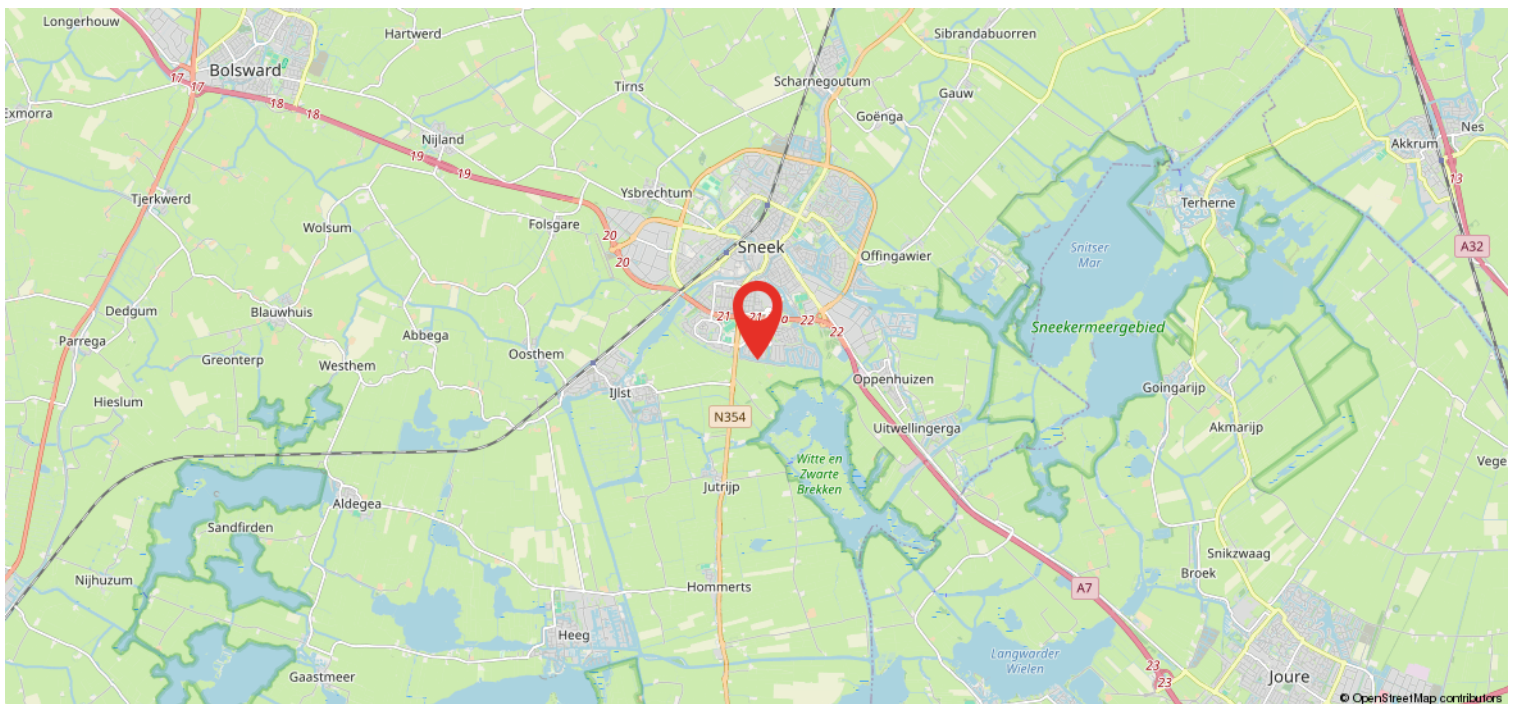 Longerhouw
Hartwerd
Sibrandabuorren
Bolsward
17
17
18
18
Tirns
Scharnegoutum
Gauw
Exmorra
Goënga
Nes
Akkrum
Nijland
19
19
13
Ysbrechtum
Tjerkwerd
Terherne
Wolsum
Folsgare
20
20
Sneek
Offingawier
Snitser
Mar
A32
Dedgum
Blauwhuis
21
21
22
22
Sneekermeergebied
Parrega
Abbega
Greonterp
Westhem
Oosthem
IJlst
Oppenhuizen
Goingarijp
Hieslum
N354
Uitwellingerga
Akmarijp
Witte en
Zwarte
Brekken
Vege
Jutrijp
Aldegea
Sandfirden
Snikzwaag
Nijhuzum
Broek
Hommerts
A7
Heeg
Langwarder
Wielen
23
23
Gaastmeer
Joure
© OpenStreetMap contributors